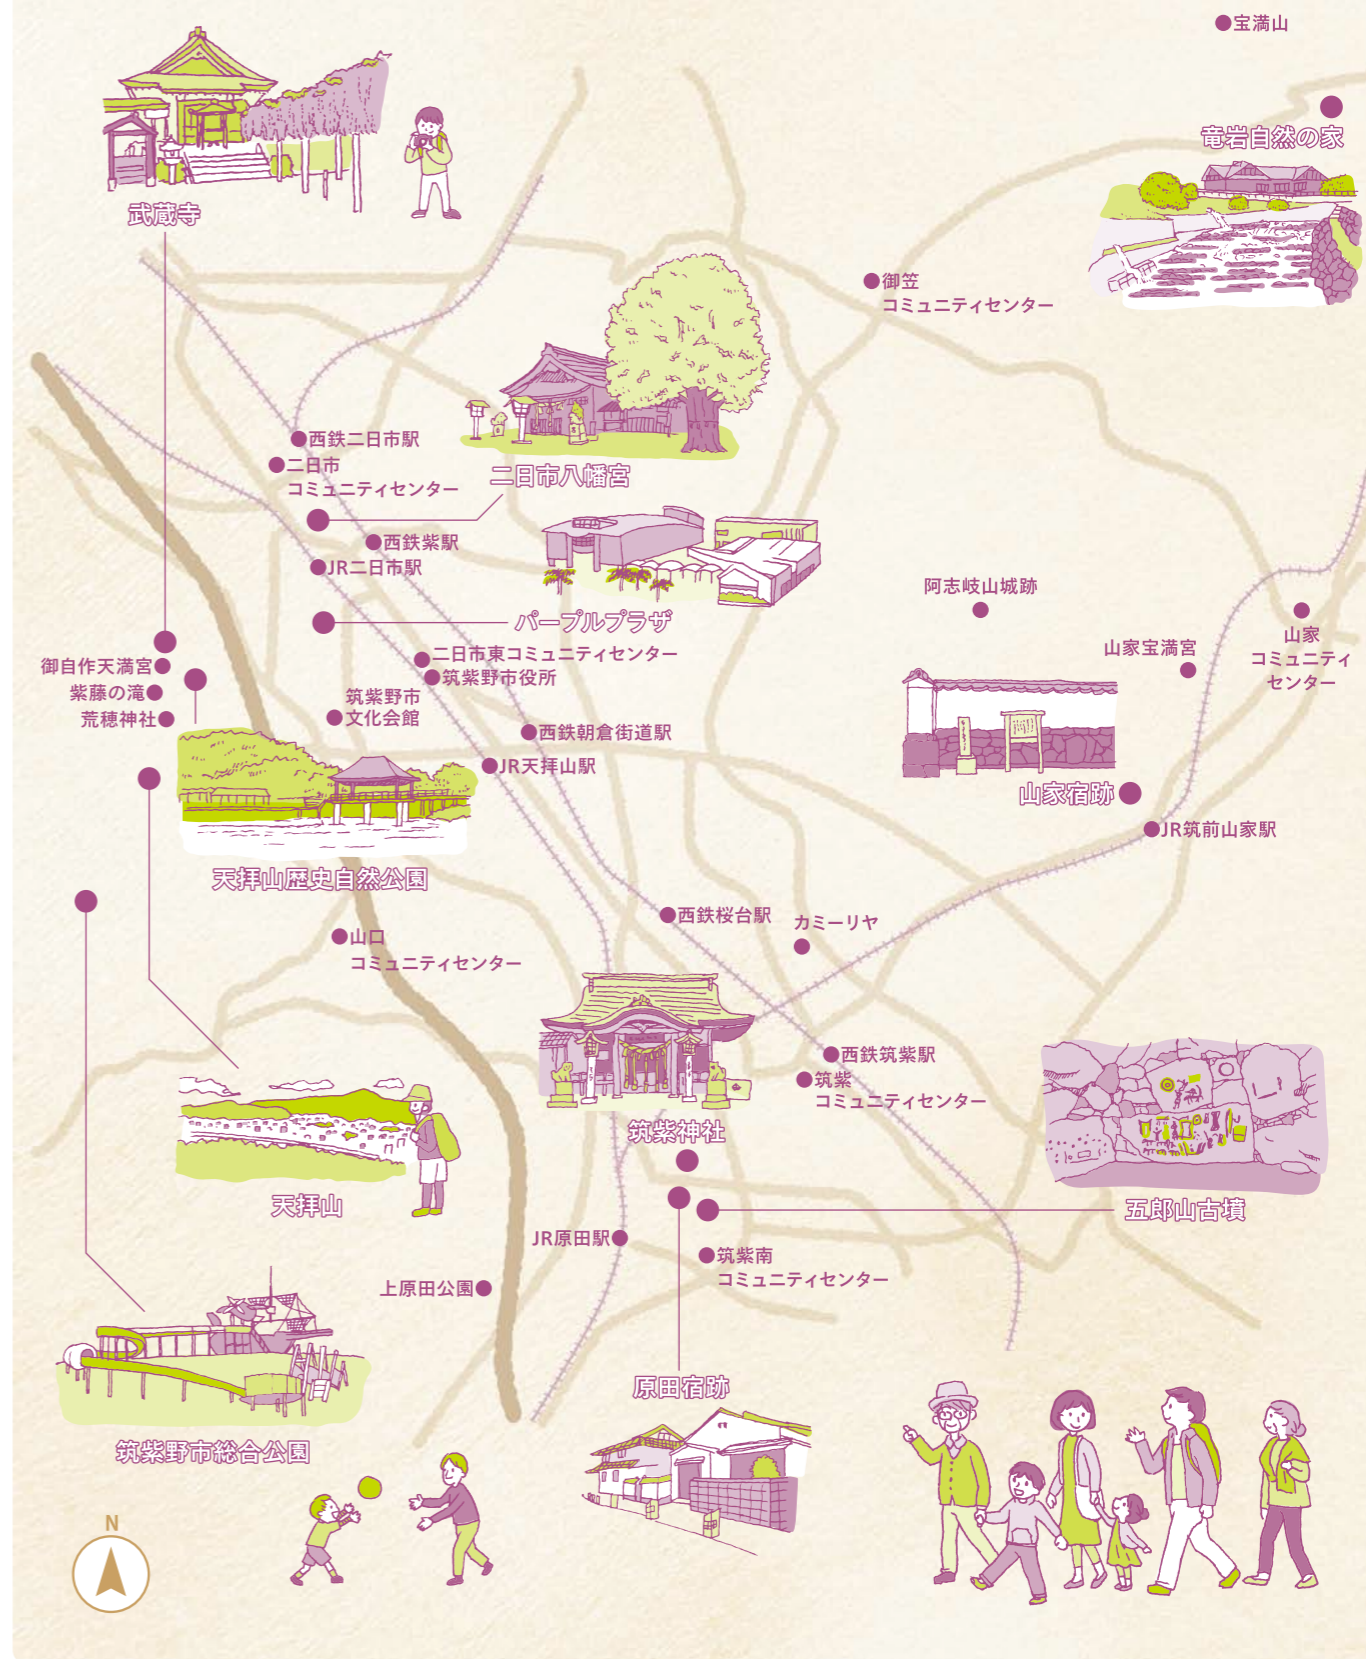 宝満山
竜岩自然の家
武蔵寺
御笠
コミュニティセンター
西鉄二日市駅
二日市
コミュニティセンター
二日市八幡宮
西鉄紫駅
JR二日市駅
阿志岐山城跡
パープルプラザ
山家
コミュニティ
センター
山家宝満宮
二日市東コミュニティセンター
筑紫野市役所
御自作天満宮
紫藤の滝
荒穂神社
筑紫野市
文化会館
西鉄朝倉街道駅
JR天拝山駅
山家宿跡
JR筑前山家駅
天拝山歴史自然公園
西鉄桜台駅
カミーリヤ
山口
コミュニティセンター
西鉄筑紫駅
筑紫
コミュニティセンター
筑紫神社
天拝山
五郎山古墳
JR原田駅
筑紫南
コミュニティセンター
上原田公園
原田宿跡
筑紫野市総合公園
N